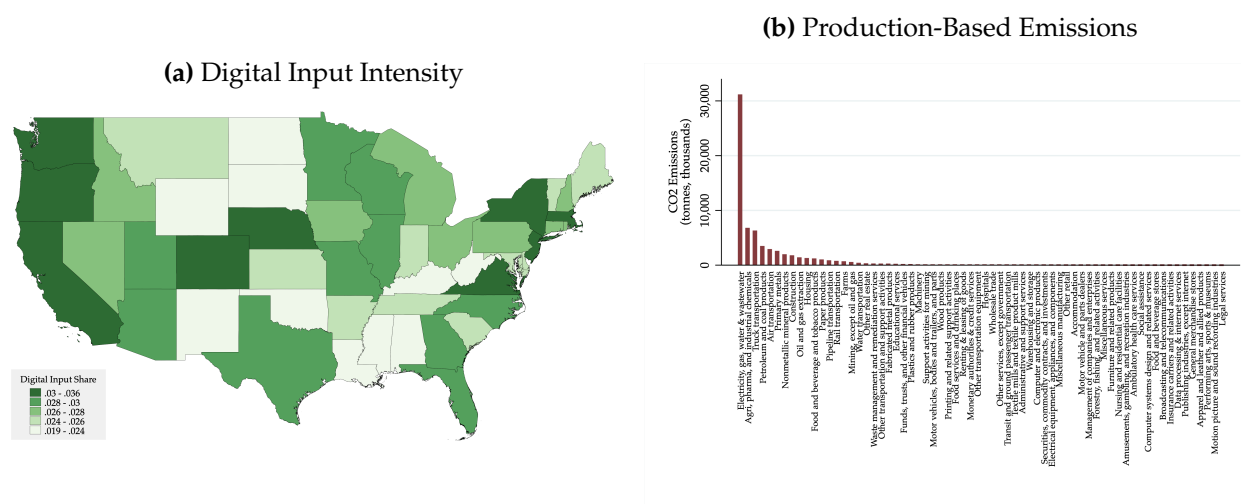 (b) Production-Based Emissions
(a) Digital Input Intensity
Digital Input Share
.03 - .036
.028 - .03
.026 - .028
.024 - .026
.019 - .024
CO2 Emissions
(tonnes, thousands)
30,000
20,000
10,000
0
Electricity, gas, water & wastewater
Agri, pharma, and industrial chemicals
Truck transportation
Petroleum and coal products
Air transportation
Primary metals
Nonmetallic mineral products
Construction
Oil and gas extraction
Housing
Food and beverage and tobacco products
Paper products
Pipeline transportation
Rail transportation
Farms
Mining, except oil and gas
Water transportation
Other real estate
Waste management and remediation services
Other transportation and support activities
Fabricated metal products
Educational services
Funds, trusts, and other financial vehicles
Plastics and rubber products
Machinery
Support activities for mining
Motor vehicles, bodies and trailers, and parts
Wood products
Printing and related support activities
Food services and drinking places
Renting & leasing of goods
Monetary authorities & credit services
Other transportation equipment
Hospitals
Wholesale trade
Other services, except government
Transit and ground passenger transportation
Textile mills and textile product mills
Administrative and support services
Warehousing and storage
Computer and electronic products
Securities, commodity contracts, and investments
Electrical equipment, appliances, and components
Miscellaneous manufacturing
Other retail
Accommodation
Motor vehicle and parts dealers
Management of companies and enterprises
Forestry, fishing, and related activities
Miscellaneous services
Furniture and related products
Nursing and residential care facilities
Amusements, gambling, and recreation industries
Ambulatory health care services
Social assistance
Computer systems design and related services
Food and beverage stores
Broadcasting and telecommunications
Insurance carriers and related activities
Data processing & internet services
Publishing industries, except internet
General merchandise stores
Apparel and leather and allied products
Performing arts, sports & museums
Motion picture and sound recording industries
Legal services